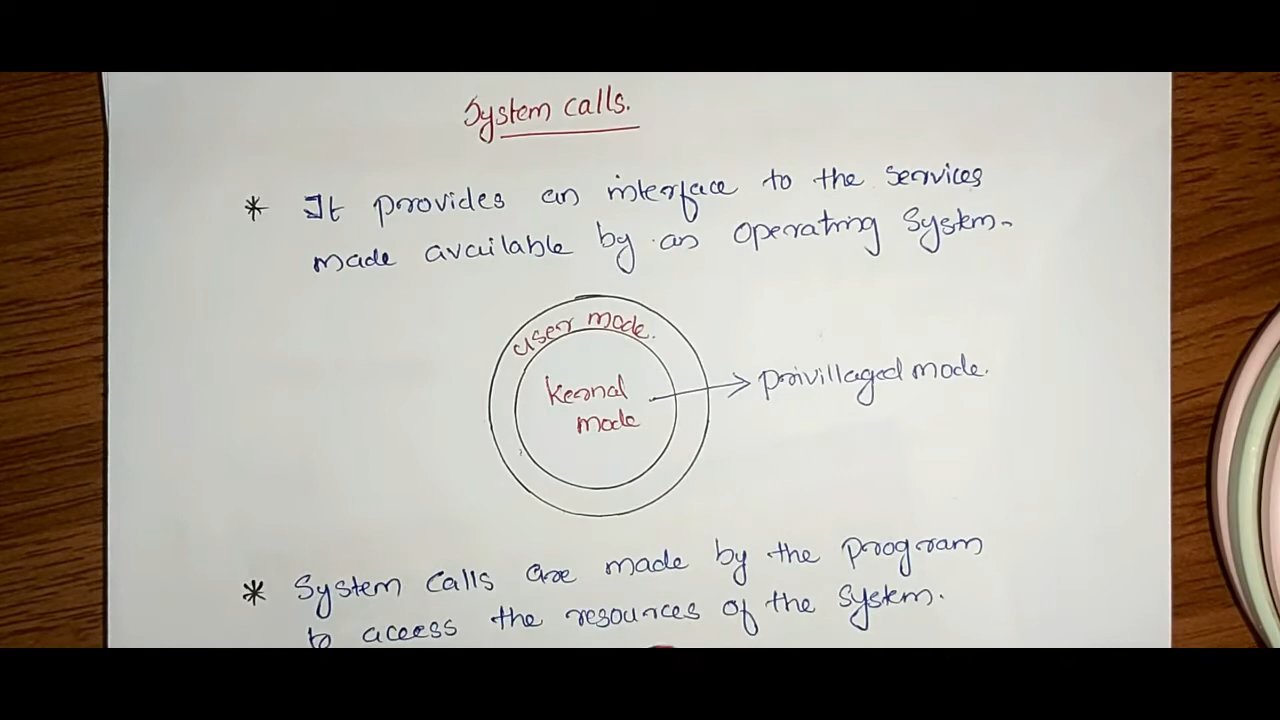 System calls.
* It provides an interface to the services
made available by an operating System.
user mode.
kernal
mode
privillaged mode.
* System calls are made by the program
to access the resources of the system.